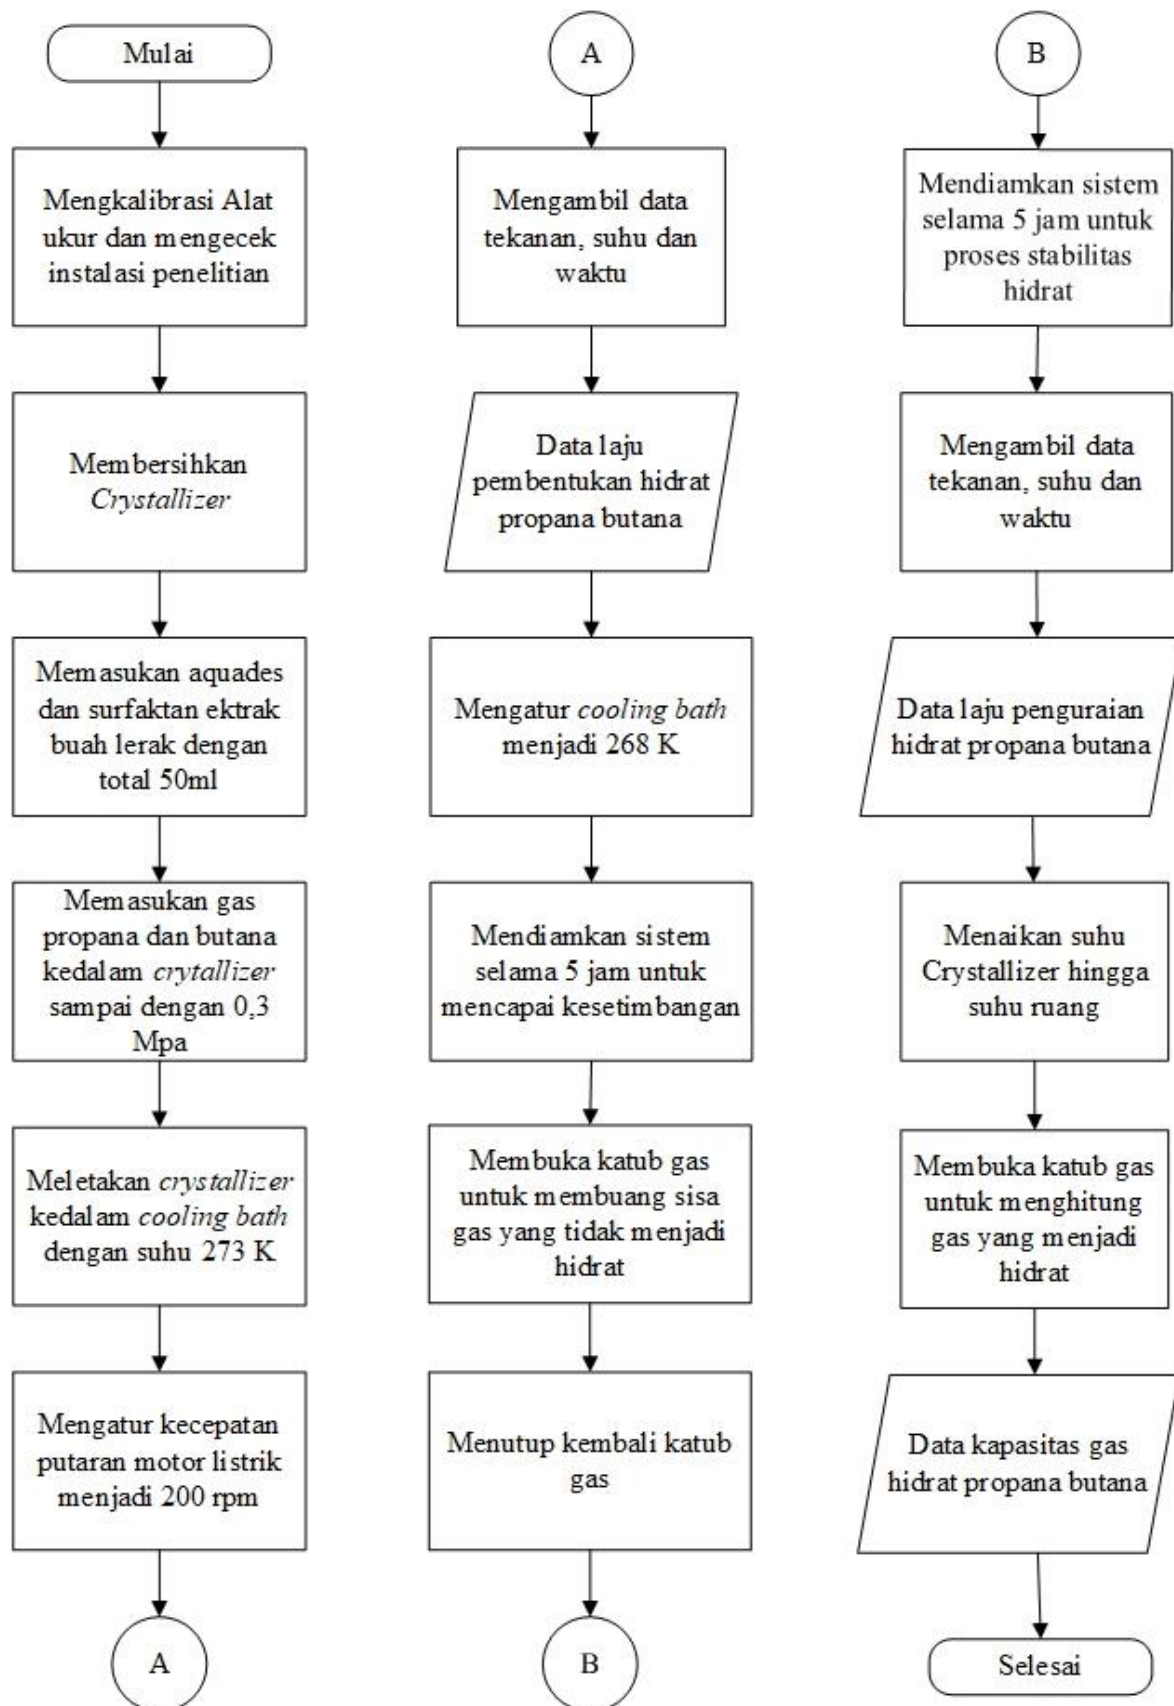 Mulai
Mengkalibrasi Alat
ukur dan mengecek
instalasi penelitian
Membersihkan
Crystallizer
Memasukan aquades
dan surfaktan ektrak
buah lerak dengan
total 50ml
Memasukan gas
propana dan butana
kedalam crytallizer
sampai dengan 0,3
Mpa
Meletakan crystallizer
kedalam cooling bath
dengan suhu 273 K
Mengatur kecepatan
putaran motor listrik
menjadi 200 rpm
A
A
Mengambil data
tekanan, suhu dan
waktu
Data laju
pembentukan hidrat
propana butana
Mengatur cooling bath
menjadi 268 K
Mendiamkan sistem
selama 5 jam untuk
mencapai kesetimbangan
Membuka katub gas
untuk membuang sisa
gas yang tidak menjadi
hidrat
Menutup kembali katub
gas
B
B
Mendiamkan sistem
selama 5 jam untuk
proses stabilitas
hidrat
Mengambil data
tekanan, suhu dan
waktu
Data laju penguraian
hidrat propana butana
Menaikan suhu
Crystallizer hingga
suhu ruang
Membuka katub gas
untuk menghitung
gas yang menjadi
hidrat
Data kapasitas gas
hidrat propana butana
Selesai